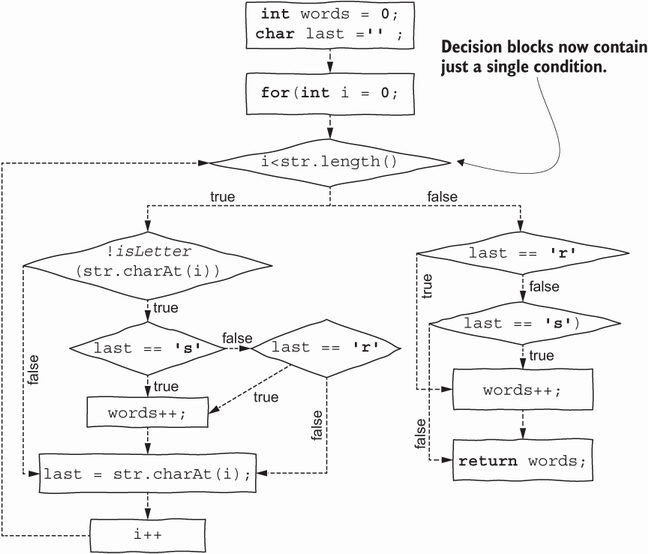 int words = 0;
char last ='' ;
Decision blocks now contain
just a single condition.
for(int i = 0;
i<str.length()
true
false
!isLetter
(str.charAt(i))
last == 'r'
true
false
true
last == 's'
false
last == 'r'
last == 's')
false
true
true
false
true
false
words++;
words++;
last = str.charAt(i);
return words;
i++